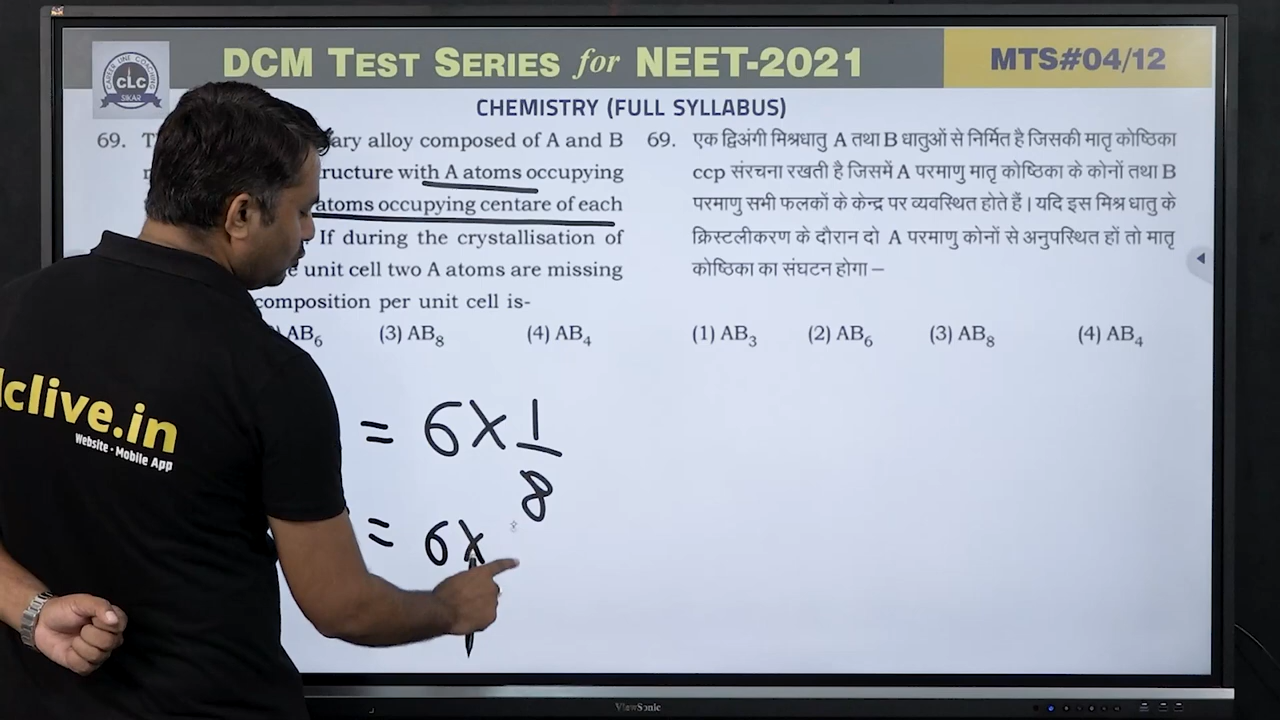 DCM TEST SERIES for NEET-2021
MTS#04/12
CLC
SIKAR
CHEMISTRY (FULL SYLLABUS)
69. T ary alloy composed of A and B
ructure with A atoms occupying
atoms occupying centare of each
If during the crystallisation of
e unit cell two A atoms are missing
composition per unit cell is-
AB6 (3) AB8 (4) AB4
69. एक द्विअंगी मिश्रधातु A तथा B धातुओं से निर्मित है जिसकी मातृ कोष्ठिका
ccp संरचना रखती है जिसमें A परमाणु मातृ कोष्ठिका के कोनों तथा B
परमाणु सभी फलकों के केन्द्र पर व्यवस्थित होते हैं। यदि इस मिश्र धातु के
क्रिस्टलीकरण के दौरान दो A परमाणु कोनों से अनुपस्थित हों तो मातृ
कोष्ठिका का संघटन होगा –
(1) AB3 (2) AB6 (3) AB8 (4) AB4
= 6 × 1/8
= 6 ×
lclive.in
Website • Mobile App
ViewSonic